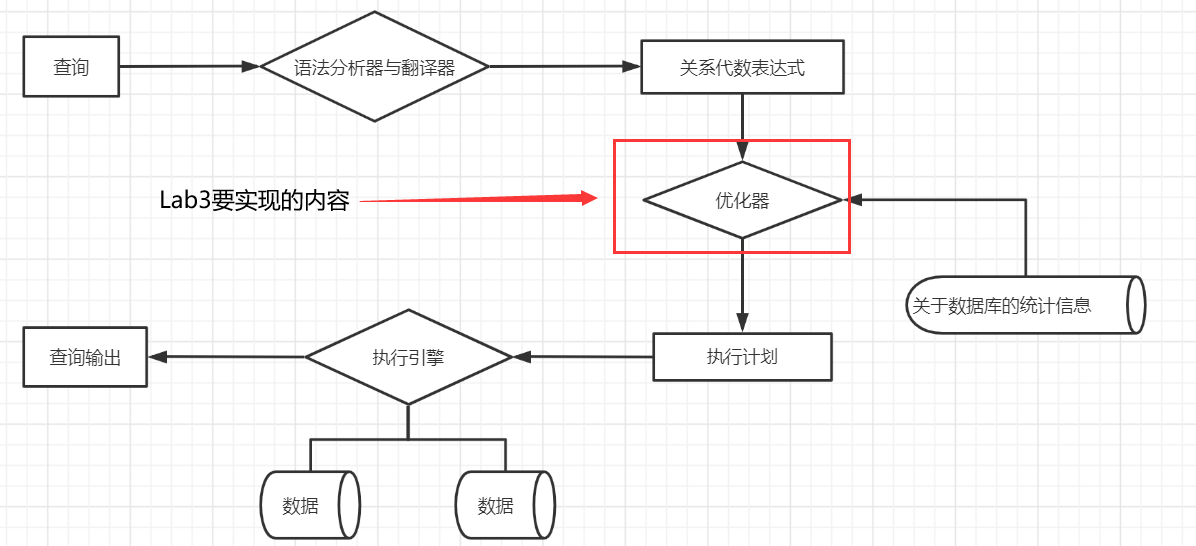 查询
语法分析器与翻译器
关系代数表达式
Lab3要实现的内容
优化器
关于数据库的统计信息
查询输出
执行引擎
执行计划
数据
数据